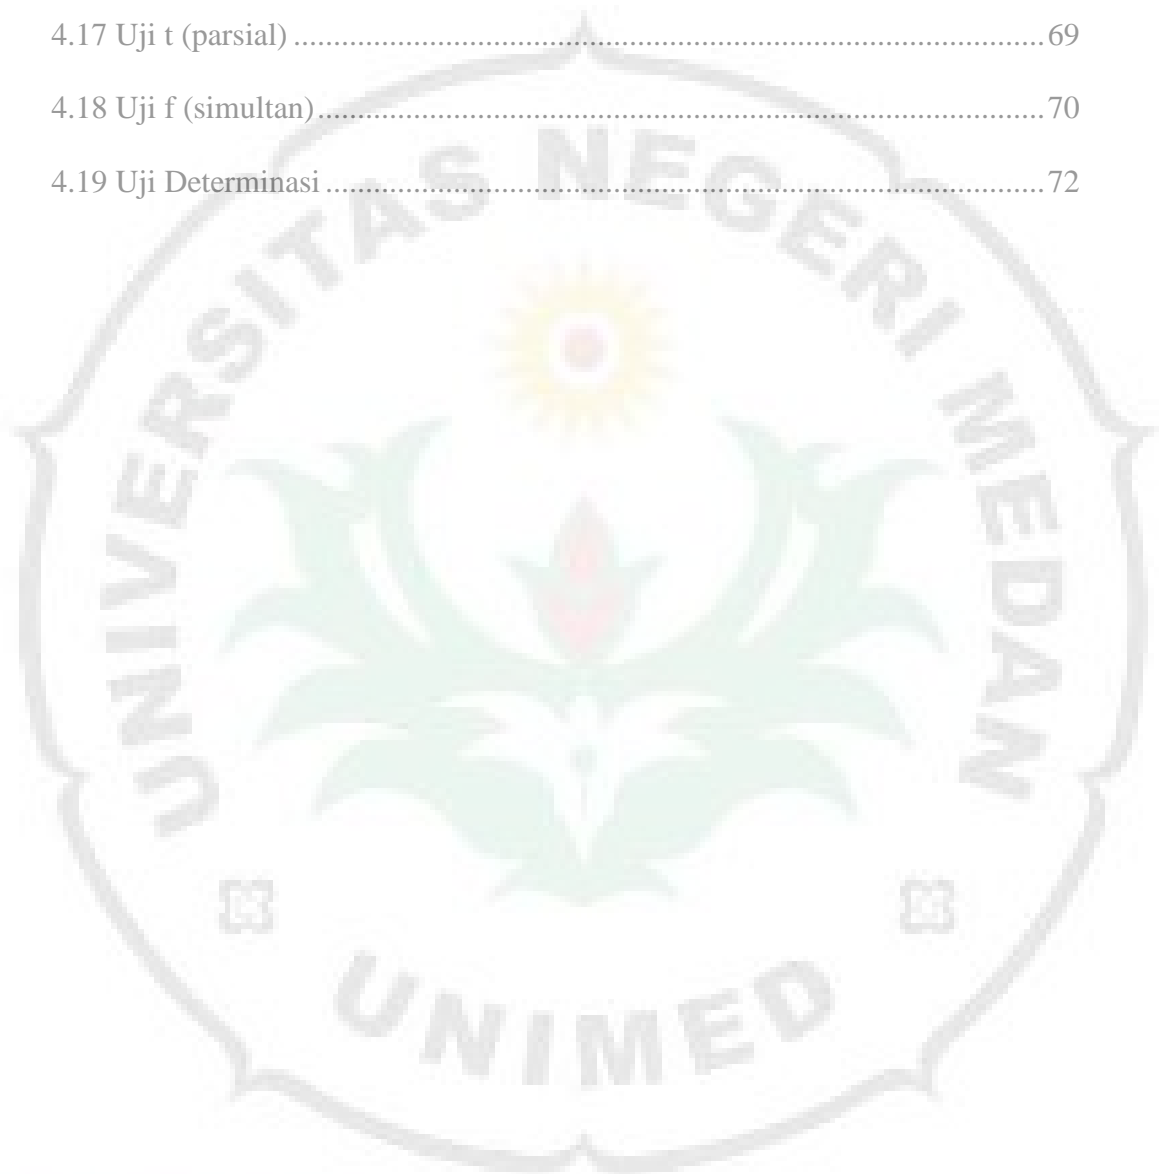 4.17 Uji t (parsial) ................................................................................ 69
4.18 Uji f (simultan) ............................................................................. 70
4.19 Uji Determinasi ............................................................................ 72
UNIVERSITAS NEGERI MEDAN
UNIMED